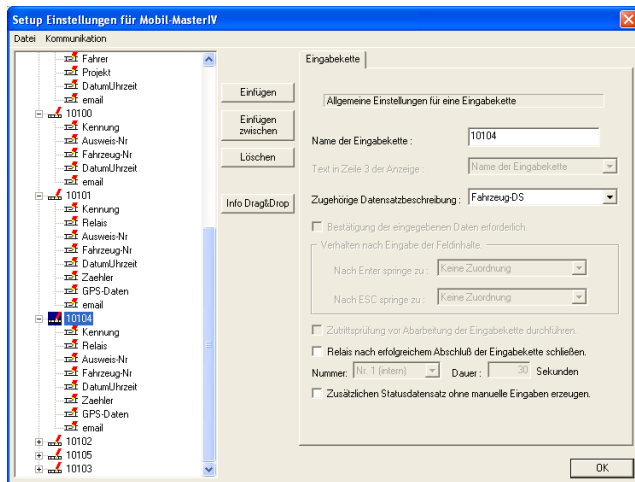 Setup Einstellungen für Mobil-MasterIV
Datei Kommunikation
Fahrer
Projekt
DatumUhrzeit
email
10100
Kennung
Ausweis-Nr
Fahrzeug-Nr
DatumUhrzeit
email
10101
Kennung
Relais
Ausweis-Nr
Fahrzeug-Nr
DatumUhrzeit
Zaehler
GPS-Daten
email
10104
Kennung
Relais
Ausweis-Nr
Fahrzeug-Nr
DatumUhrzeit
Zaehler
GPS-Daten
email
10102
10105
10103
Einfügen
Einfügen
zwischen
Löschen
Info Drag&Drop
Eingabekette
Allgemeine Einstellungen für eine Eingabekette
Name der Eingabekette : 10104
Text in Zeile 3 der Anzeige : Name der Eingabekette
Zugehörige Datensatzbeschreibung : Fahrzeug-DS
Bestätigung der eingegebenen Daten erforderlich.
Verhalten nach Eingabe der Feldinhalte.
Nach Enter springe zu : Keine Zuordnung
Nach ESC springe zu : Keine Zuordnung
Zutrittsprüfung vor Abarbeitung der Eingabekette durchführen.
Relais nach erfolgreichem Abschluß der Eingabekette schließen.
Nummer: Nr. 1 (intern) Dauer : 30 Sekunden
Zusätzlichen Statusdatensatz ohne manuelle Eingaben erzeugen.
OK